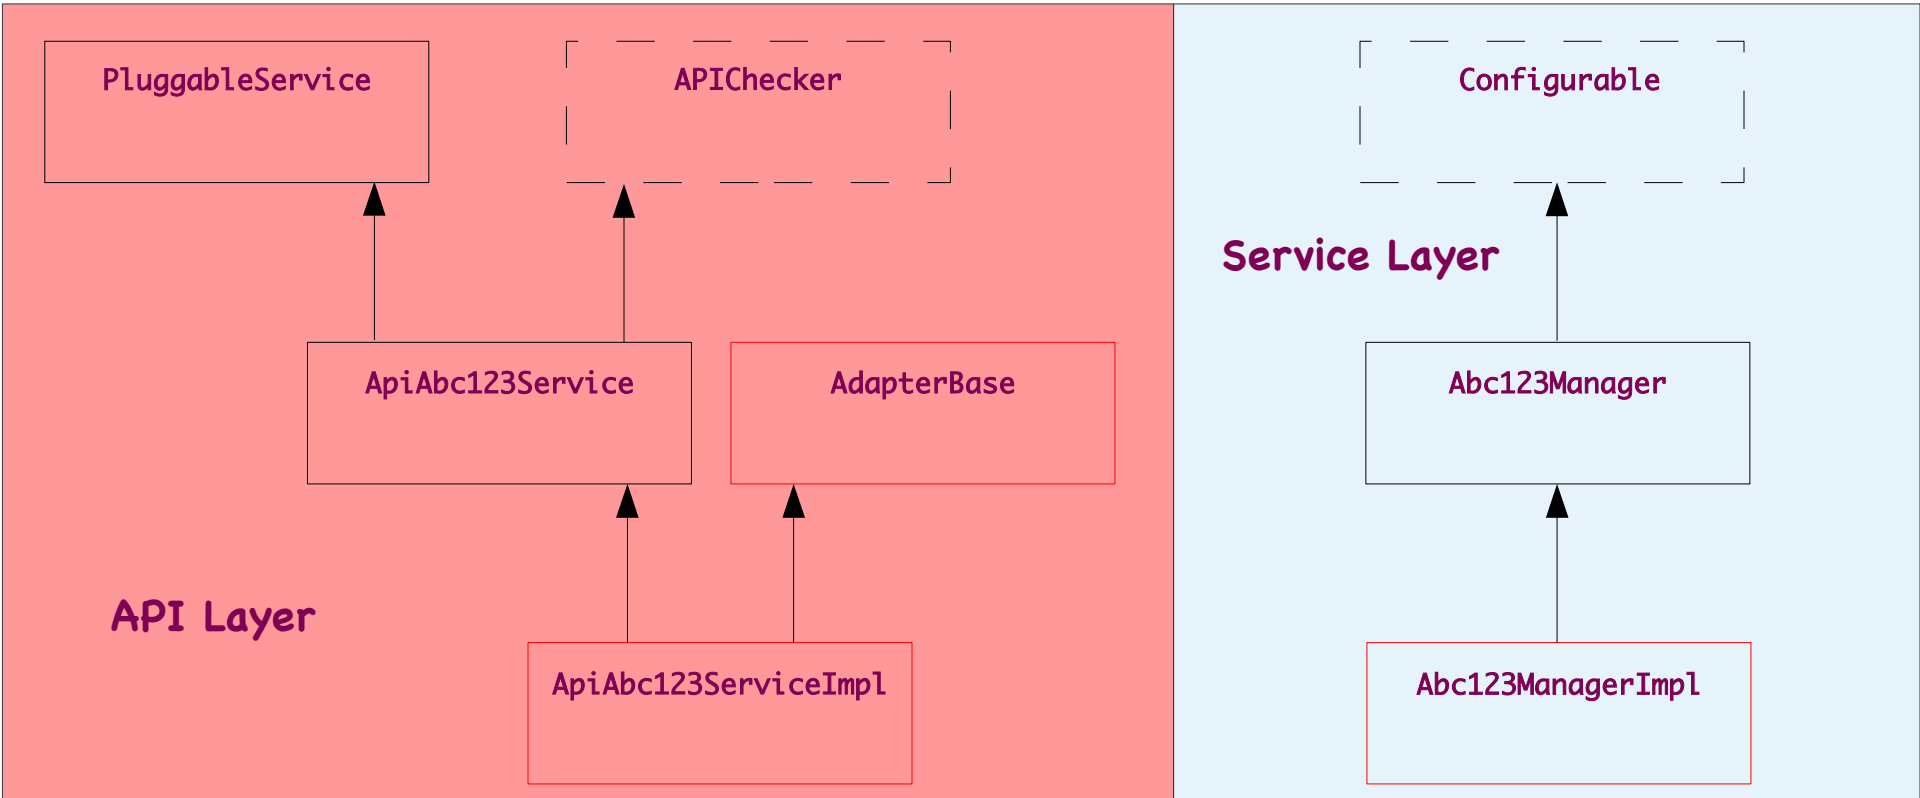 PluggableService
APIChecker
Configurable
Service Layer
ApiAbc123Service
AdapterBase
Abc123Manager
API Layer
ApiAbc123ServiceImpl
Abc123ManagerImpl